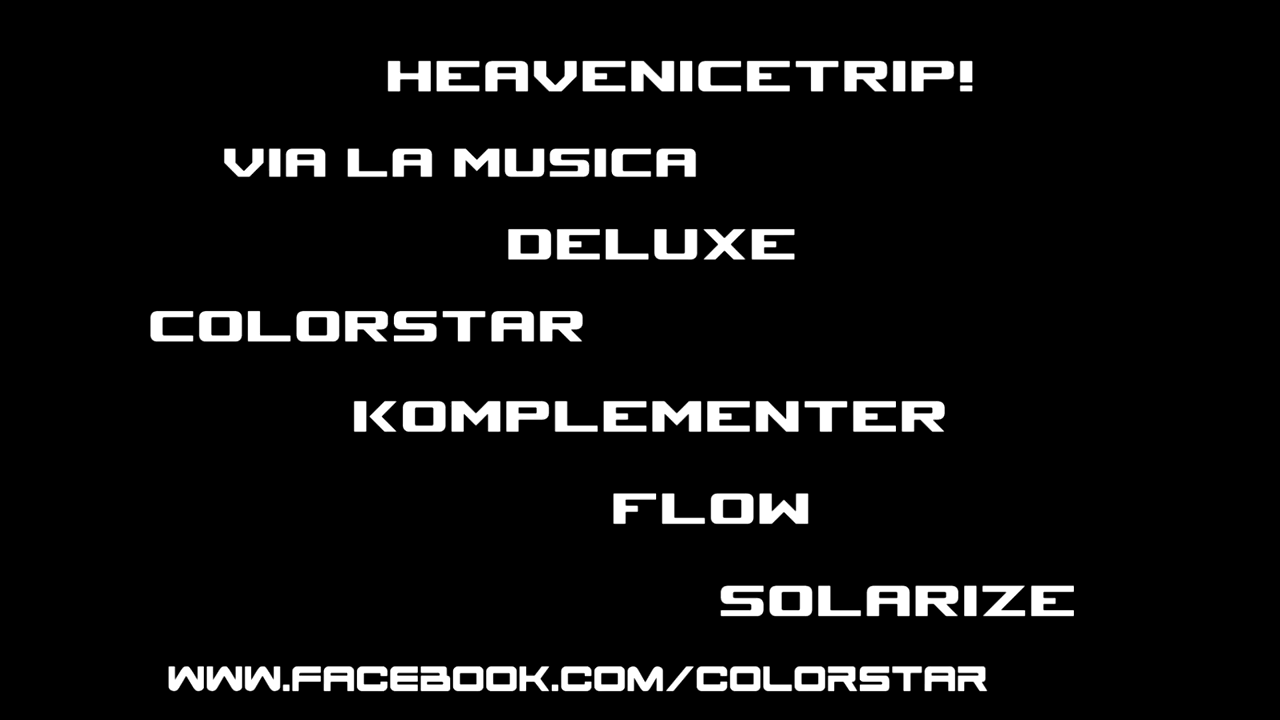 HEAVENICETRIP!
VIA LA MUSICA
DELUXE
COLORSTAR
KOMPLEMENTER
FLOW
SOLARIZE
WWW.FACEBOOK.COM/COLORSTAR